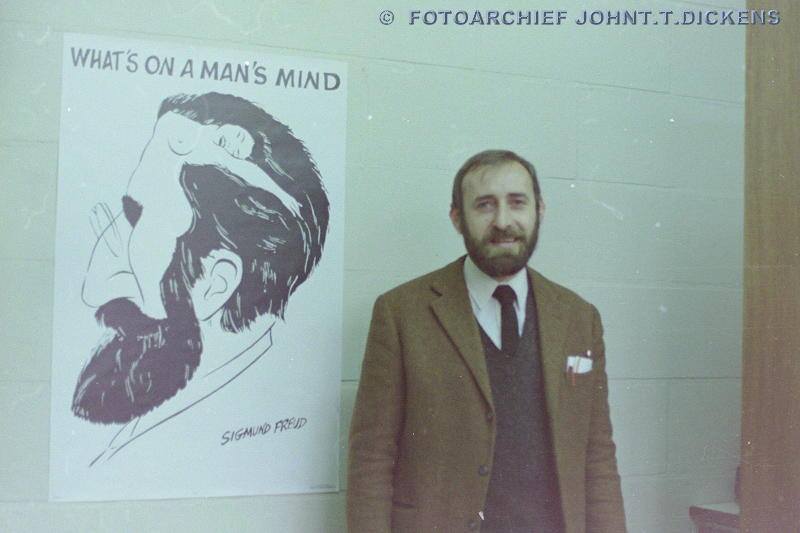 © FOTOARCHIEF JOHNT.T.DICKENS
WHAT'S ON A MAN'S MIND
SIGMUND FREUD